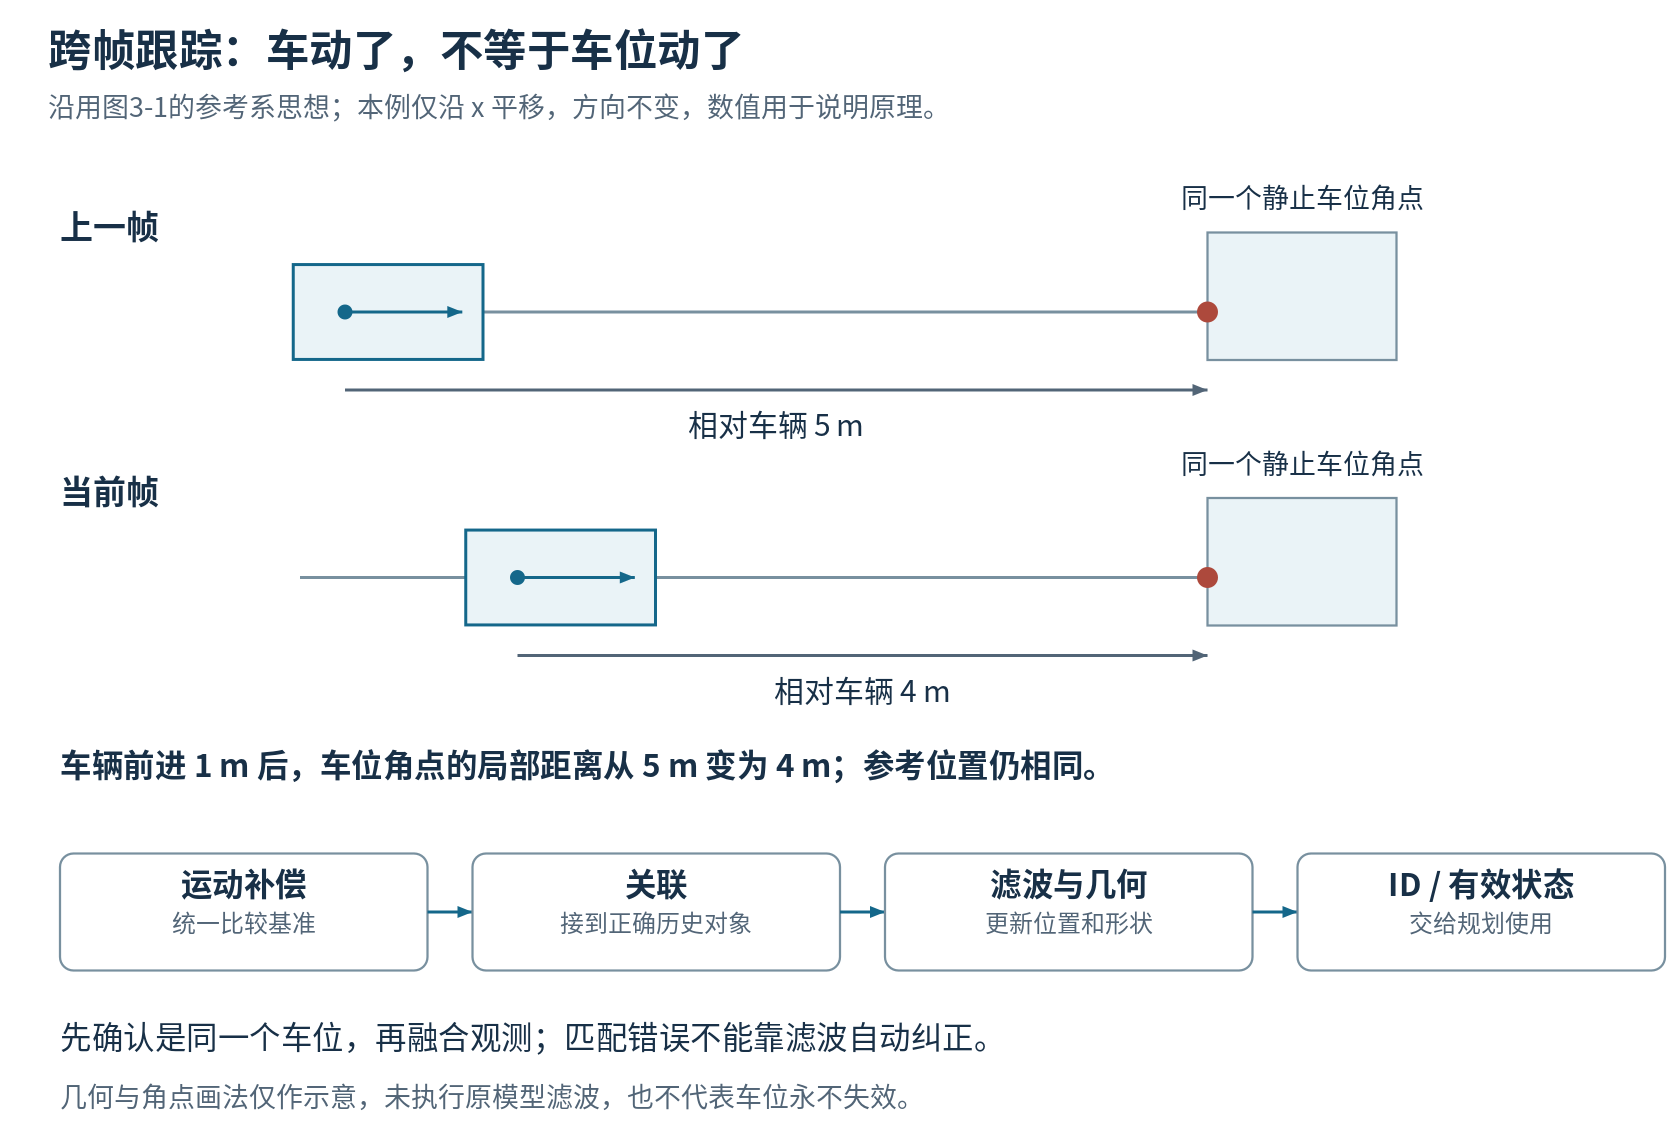 跨帧跟踪：车动了，不等于车位动了
沿用图3-1的参考系思想；本例仅沿 x 平移，方向不变，数值用于说明原理。
同一个静止车位角点
上一帧
相对车辆 5 m
同一个静止车位角点
当前帧
相对车辆 4 m
车辆前进 1 m 后，车位角点的局部距离从 5 m 变为 4 m；参考位置仍相同。
运动补偿
统一比较基准
关联
接到正确历史对象
滤波与几何
更新位置和形状
ID / 有效状态
交给规划使用
先确认是同一个车位，再融合观测；匹配错误不能靠滤波自动纠正。
几何与角点画法仅作示意，未执行原模型滤波，也不代表车位永不失效。